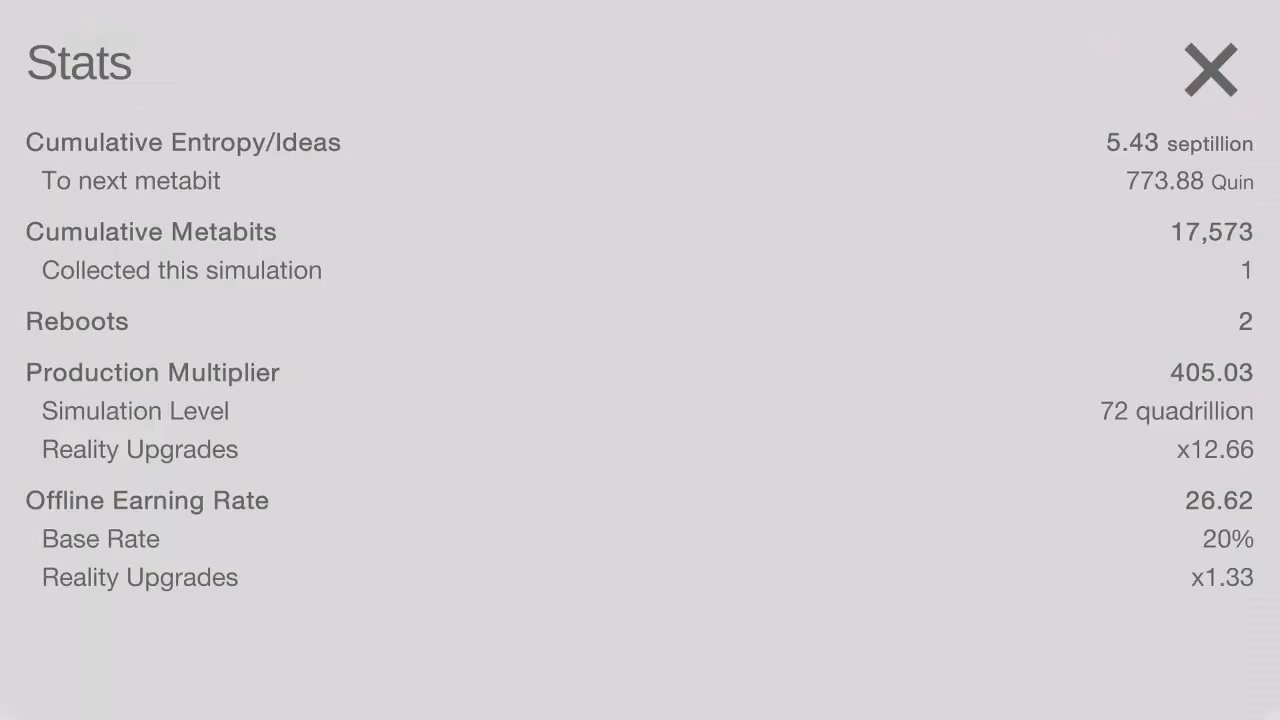 Stats
Cumulative Entropy/Ideas 5.43 septillion
To next metabit 773.88 Quin
Cumulative Metabits 17,573
Collected this simulation 1
Reboots 2
Production Multiplier 405.03
Simulation Level 72 quadrillion
Reality Upgrades x12.66
Offline Earning Rate 26.62
Base Rate 20%
Reality Upgrades x1.33